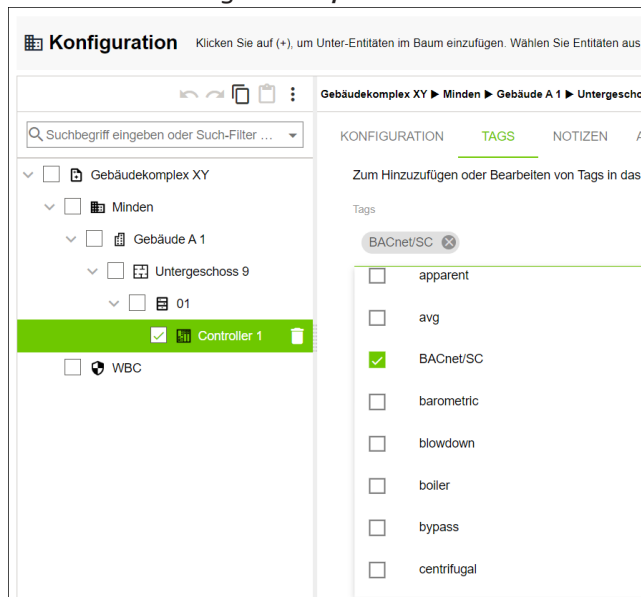 Konfiguration
Klicken Sie auf (+), um Unter-Entitäten im Baum einzufügen. Wählen Sie Entitäten aus
Suchbegriff eingeben oder Such-Filter ...
Gebäudekomplex XY
Minden
Gebäude A 1
Untergeschoss 9
01
Controller 1
WBC
Gebäudekomplex XY ▶ Minden ▶ Gebäude A 1 ▶ Untergescho
KONFIGURATION TAGS NOTIZEN A
Zum Hinzuzufügen oder Bearbeiten von Tags in das
Tags
BACnet/SC
apparent
avg
BACnet/SC
barometric
blowdown
boiler
bypass
centrifugal